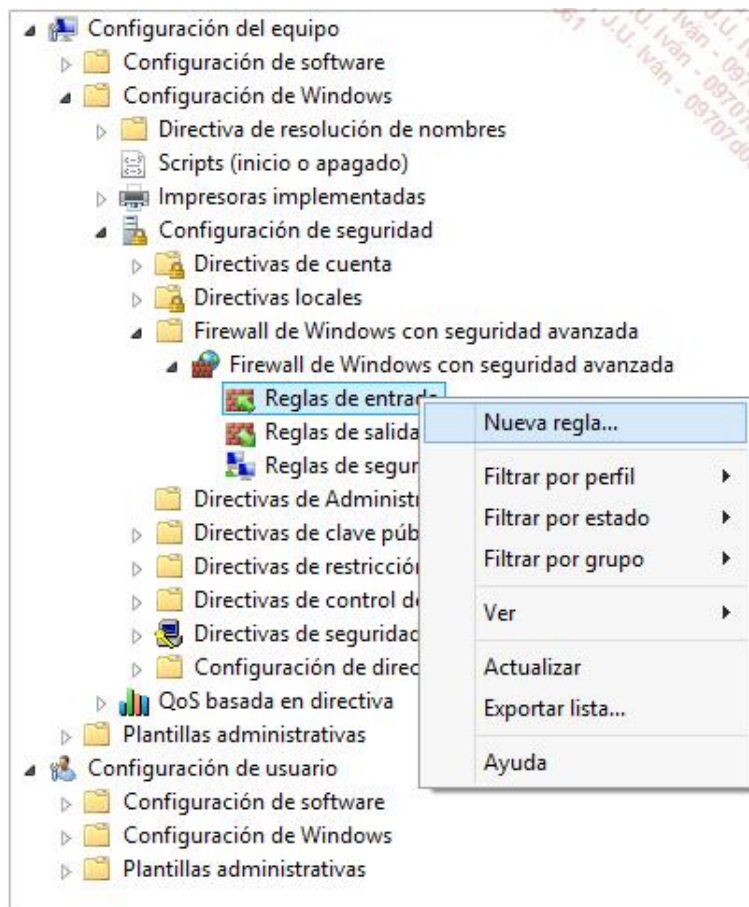 Configuración del equipo
Configuración de software
Configuración de Windows
Directiva de resolución de nombres
Scripts (inicio o apagado)
Impresoras implementadas
Configuración de seguridad
Directivas de cuenta
Directivas locales
Firewall de Windows con seguridad avanzada
Firewall de Windows con seguridad avanzada
Reglas de entrada
Reglas de salida
Reglas de segur
Directivas de Administ
Directivas de clave púb
Directivas de restricció
Directivas de control d
Directivas de seguridad
Configuración de direc
QoS basada en directiva
Plantillas administrativas
Configuración de usuario
Configuración de software
Configuración de Windows
Plantillas administrativas
Nueva regla...
Filtrar por perfil
Filtrar por estado
Filtrar por grupo
Ver
Actualizar
Exportar lista...
Ayuda
J.U. Iván - 09707d0